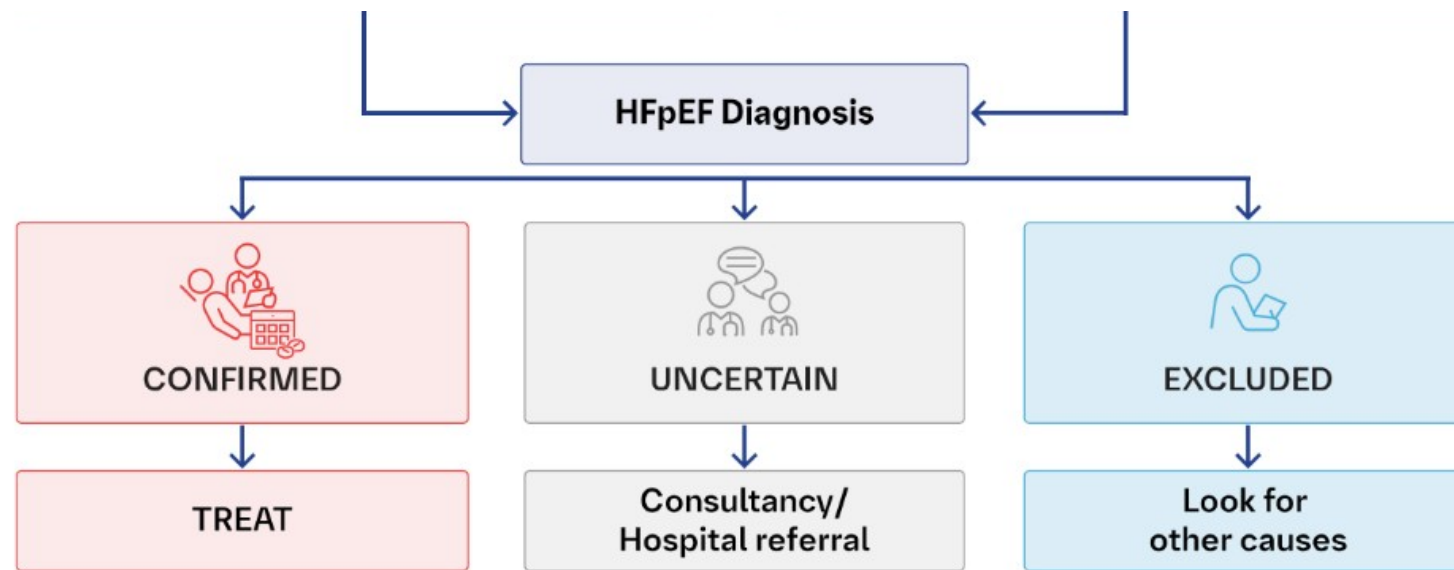 HFpEF Diagnosis
CONFIRMED
UNCERTAIN
EXCLUDED
TREAT
Consultancy/
Hospital referral
Look for
other causes